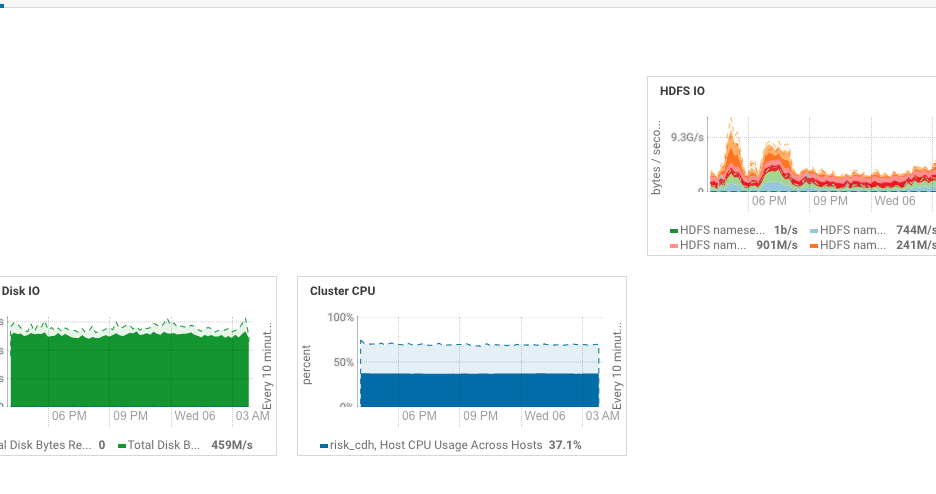 HDFS IO
bytes / seco...
9.3G/s
0
06 PM 09 PM Wed 06
HDFS namese... 1b/s HDFS nam... 744M/s
HDFS nam... 901M/s HDFS nam... 241M/s
Disk IO
Every 10 minut...
06 PM 09 PM Wed 06 03 AM
al Disk Bytes Re... 0 Total Disk B... 459M/s
Cluster CPU
percent
100%
50%
0%
Every 10 minut...
06 PM 09 PM Wed 06 03 AM
risk_cdh, Host CPU Usage Across Hosts 37.1%